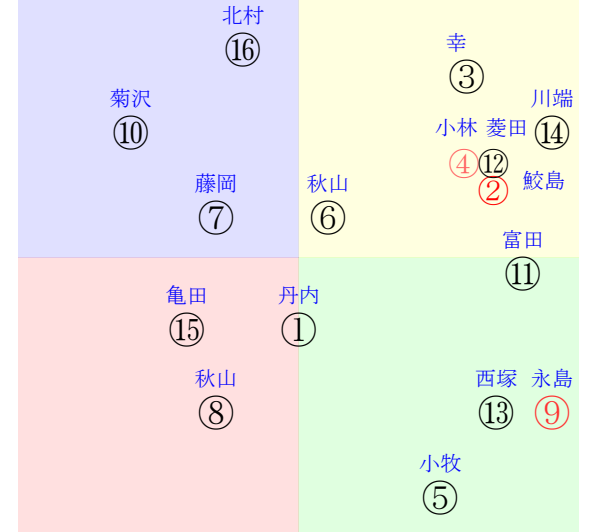 北村
⑯
幸
③
菊沢
⑩
川端
⑭
小林
④
菱田
⑫
②
鮫島
藤岡
⑦
秋山
⑥
富田
⑪
亀田
⑮
丹内
①
秋山
⑧
西塚
⑬
永島
⑨
小牧
⑤